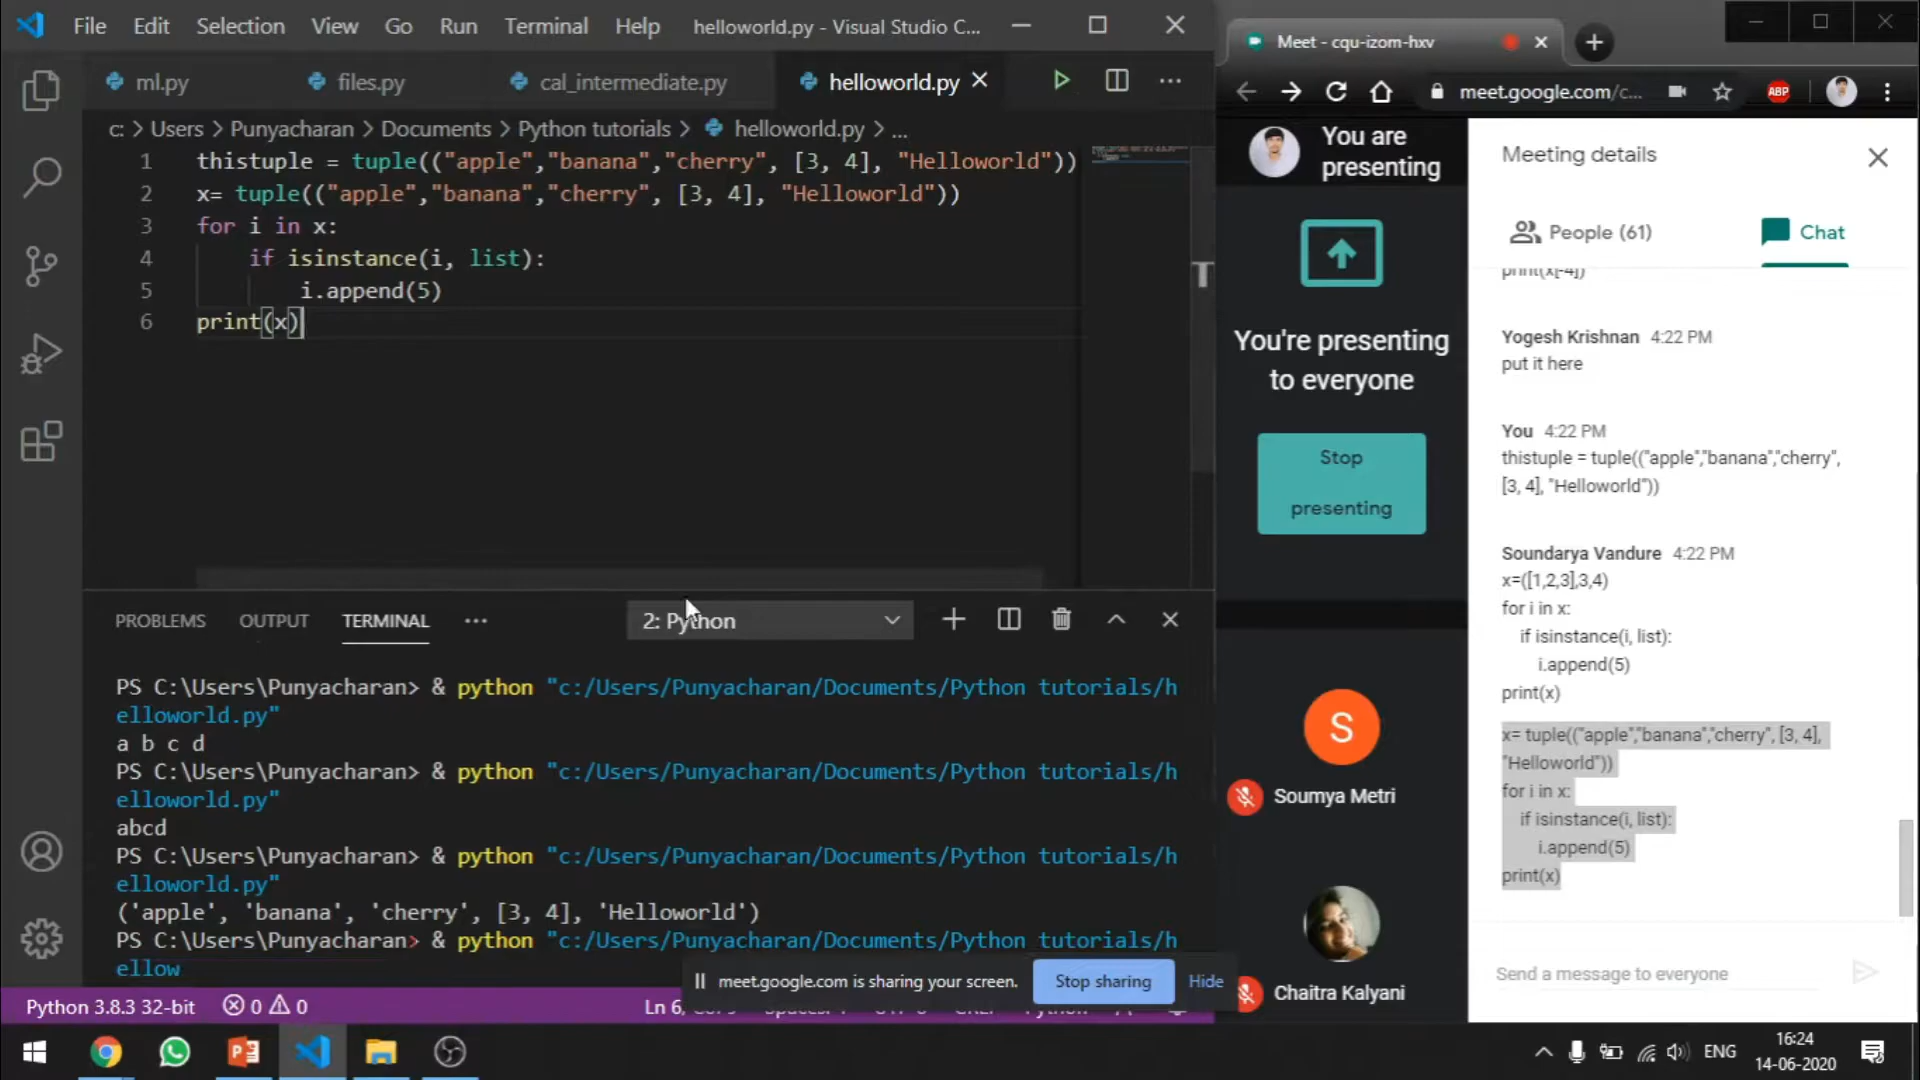 File Edit Selection View Go Run Terminal Help helloworld.py - Visual Studio C...
ml.py files.py cal_intermediate.py helloworld.py
c: > Users > Punyacharan > Documents > Python tutorials > helloworld.py > ...
1 thistuple = tuple(("apple","banana","cherry", [3, 4], "Helloworld"))
2 x= tuple(("apple","banana","cherry", [3, 4], "Helloworld"))
3 for i in x:
4 if isinstance(i, list):
5 i.append(5)
6 print(x)
PROBLEMS OUTPUT TERMINAL ... 2: Python
PS C:\Users\Punyacharan> & python "c:/Users/Punyacharan/Documents/Python tutorials/h
elloworld.py"
a b c d
PS C:\Users\Punyacharan> & python "c:/Users/Punyacharan/Documents/Python tutorials/h
elloworld.py"
abcd
PS C:\Users\Punyacharan> & python "c:/Users/Punyacharan/Documents/Python tutorials/h
elloworld.py"
('apple', 'banana', 'cherry', [3, 4], 'Helloworld')
PS C:\Users\Punyacharan> & python "c:/Users/Punyacharan/Documents/Python tutorials/h
ellow
meet.google.com is sharing your screen. Stop sharing Hide
Python 3.8.3 32-bit 0 0 Ln 6,
Meet - cqu-izom-hxv
meet.google.com/c...
ABP
You are
presenting
You're presenting
to everyone
Stop
presenting
S
Soumya Metri
Chaitra Kalyani
Meeting details
People (61) Chat
print(x[-4])
Yogesh Krishnan 4:22 PM
put it here
You 4:22 PM
thistuple = tuple(("apple","banana","cherry",
[3, 4], "Helloworld"))
Soundarya Vandure 4:22 PM
x=([1,2,3],3,4)
for i in x:
if isinstance(i, list):
i.append(5)
print(x)
x= tuple(("apple","banana","cherry", [3, 4],
"Helloworld"))
for i in x:
if isinstance(i, list):
i.append(5)
print(x)
Send a message to everyone
ENG
16:24
14-06-2020